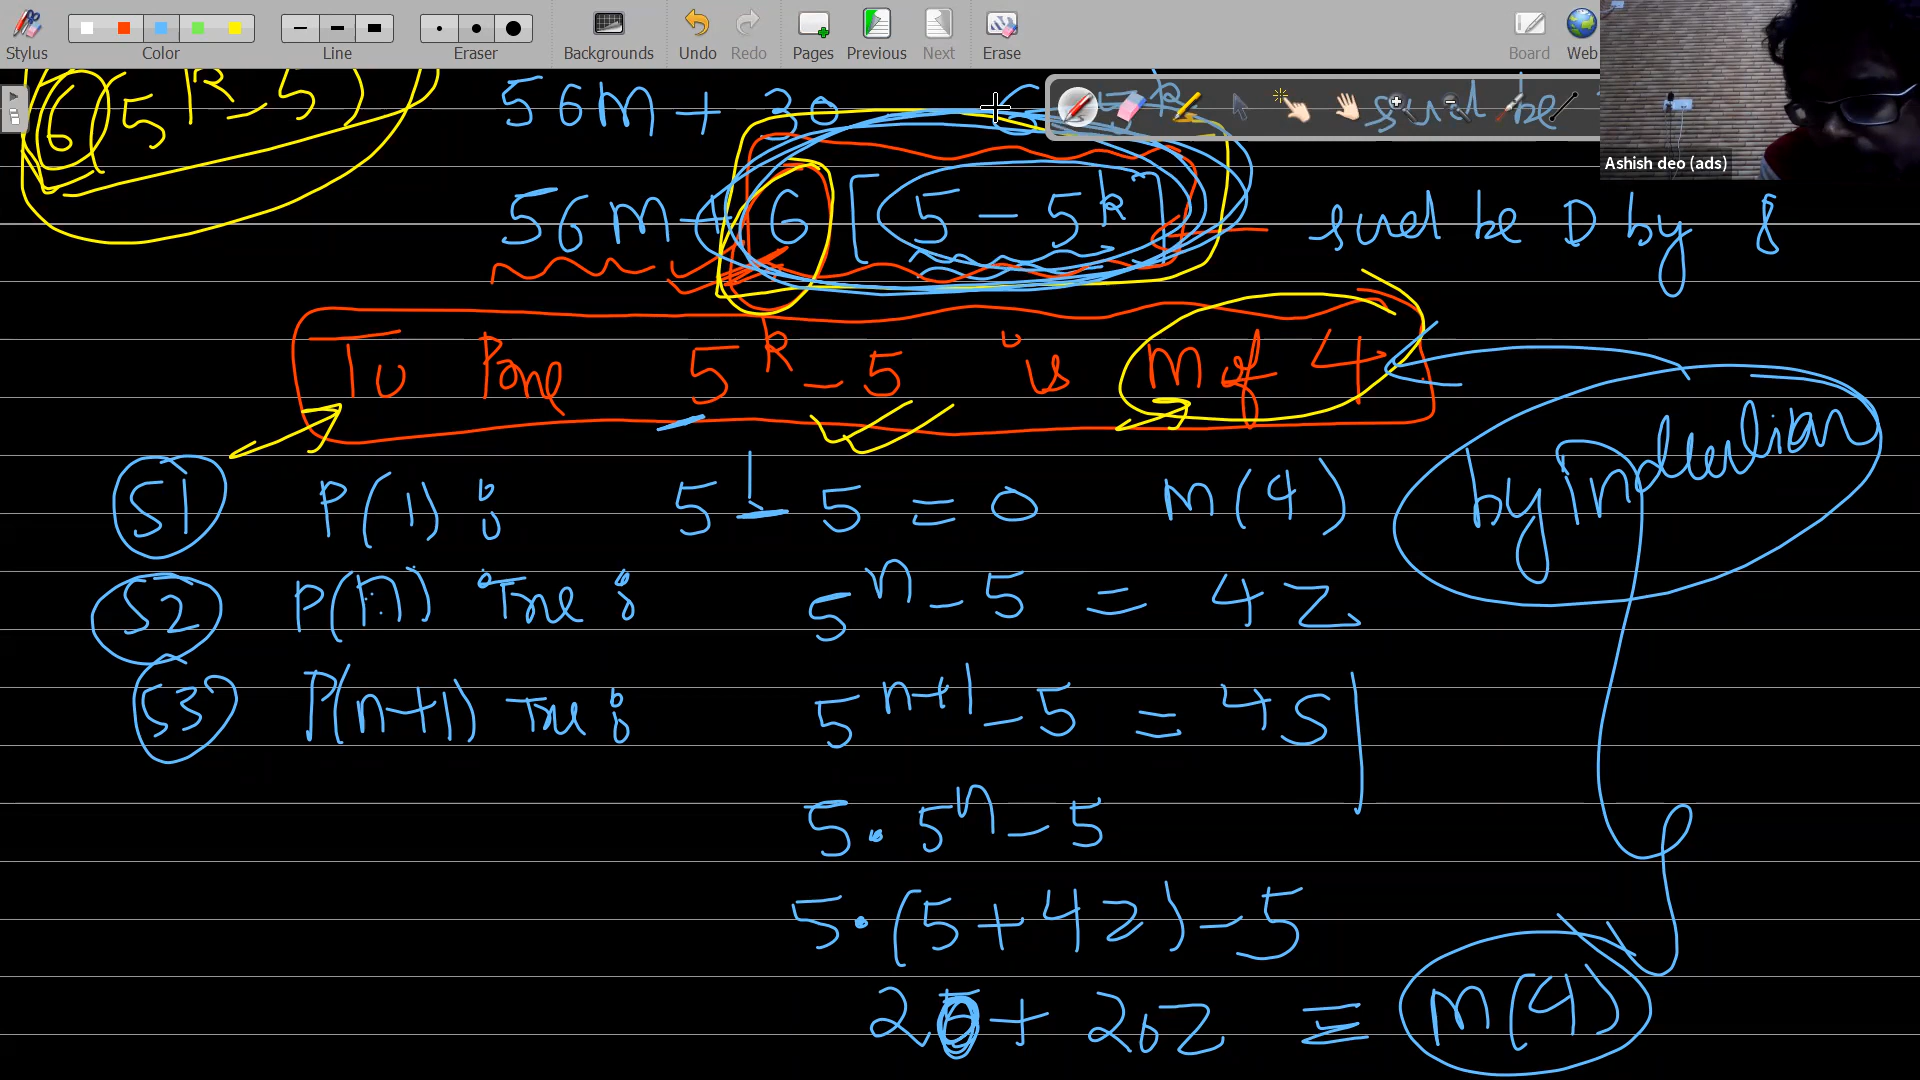 Stylus Color Line Eraser Backgrounds Undo Redo Pages Previous Next Erase Board Web
6(5^k - 5)
56m + 30
Ashish deo (ads)
56m + 6 [5 - 5^k] be D by 8
To 5^k - 5 is M of 4
by induction
S1 P(1) : 5^1 - 5 = 0 M(4)
S2 P(n) True : 5^n - 5 = 4z
S3 P(n+1) True : 5^n+1 - 5 = 4S
5 · 5^n - 5
5 · (5 + 4z) - 5
20 + 20z = M(4)